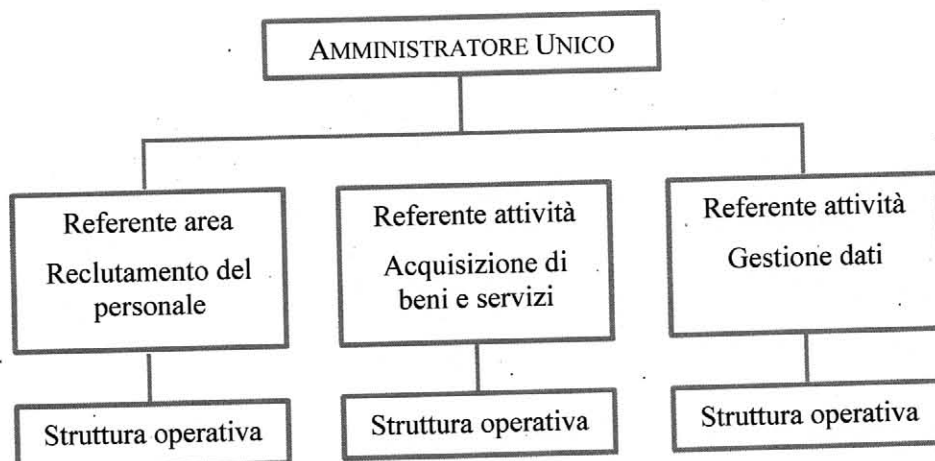 AMMINISTRATORE UNICO
Referente area
Reclutamento del
personale
Referente attività
Acquisizione di
beni e servizi
Referente attività
Gestione dati
Struttura operativa
Struttura operativa
Struttura operativa